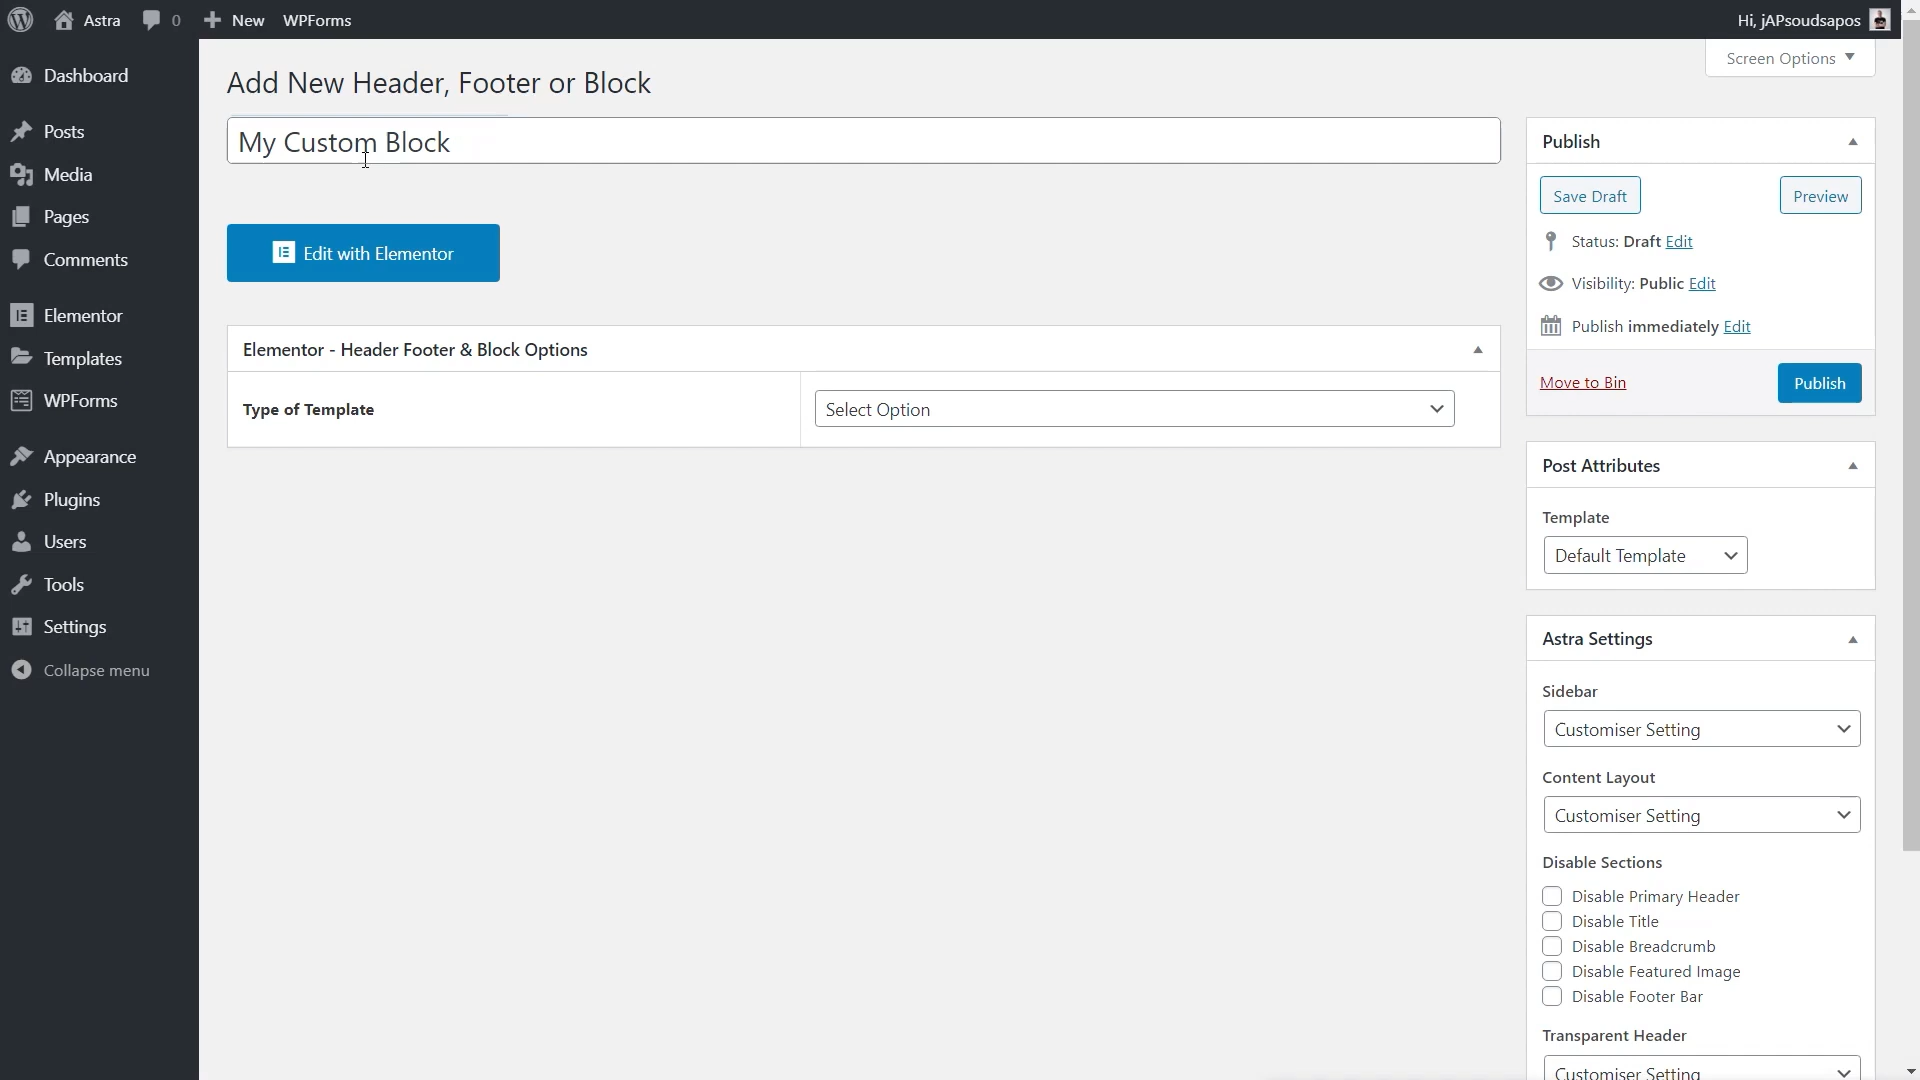 Astra
0
New
WPForms
Hi, jAPsoudsapos
Screen Options
Dashboard
Posts
Media
Pages
Comments
Elementor
Templates
WPForms
Appearance
Plugins
Users
Tools
Settings
Collapse menu
Add New Header, Footer or Block
My Custom Block
Edit with Elementor
Elementor - Header Footer & Block Options
Type of Template
Select Option
Publish
Save Draft
Preview
Status: Draft Edit
Visibility: Public Edit
Publish immediately Edit
Move to Bin
Publish
Post Attributes
Template
Default Template
Astra Settings
Sidebar
Customiser Setting
Content Layout
Customiser Setting
Disable Sections
Disable Primary Header
Disable Title
Disable Breadcrumb
Disable Featured Image
Disable Footer Bar
Transparent Header
Customiser Setting